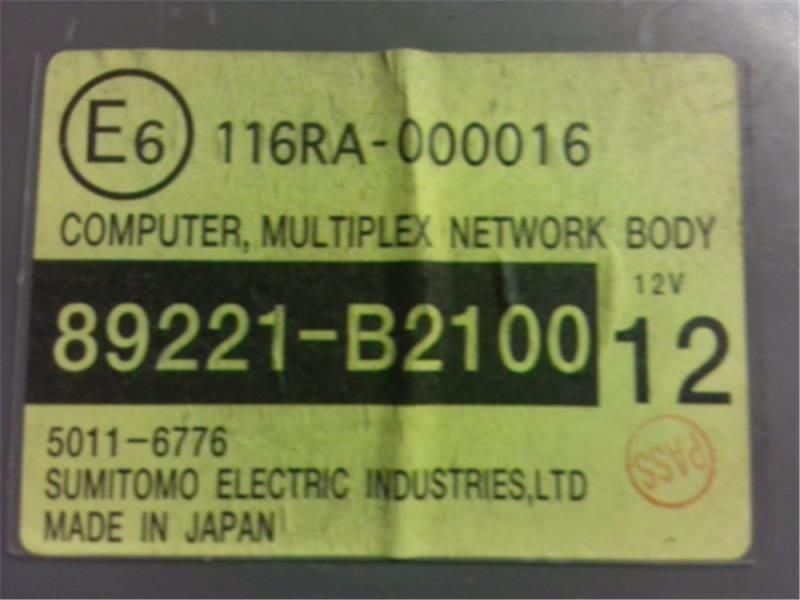 E6 116RA-000016
COMPUTER, MULTIPLEX NETWORK BODY
12V
89221-B2100 12
5011-6776
SUMITOMO ELECTRIC INDUSTRIES,LTD
MADE IN JAPAN
PASS